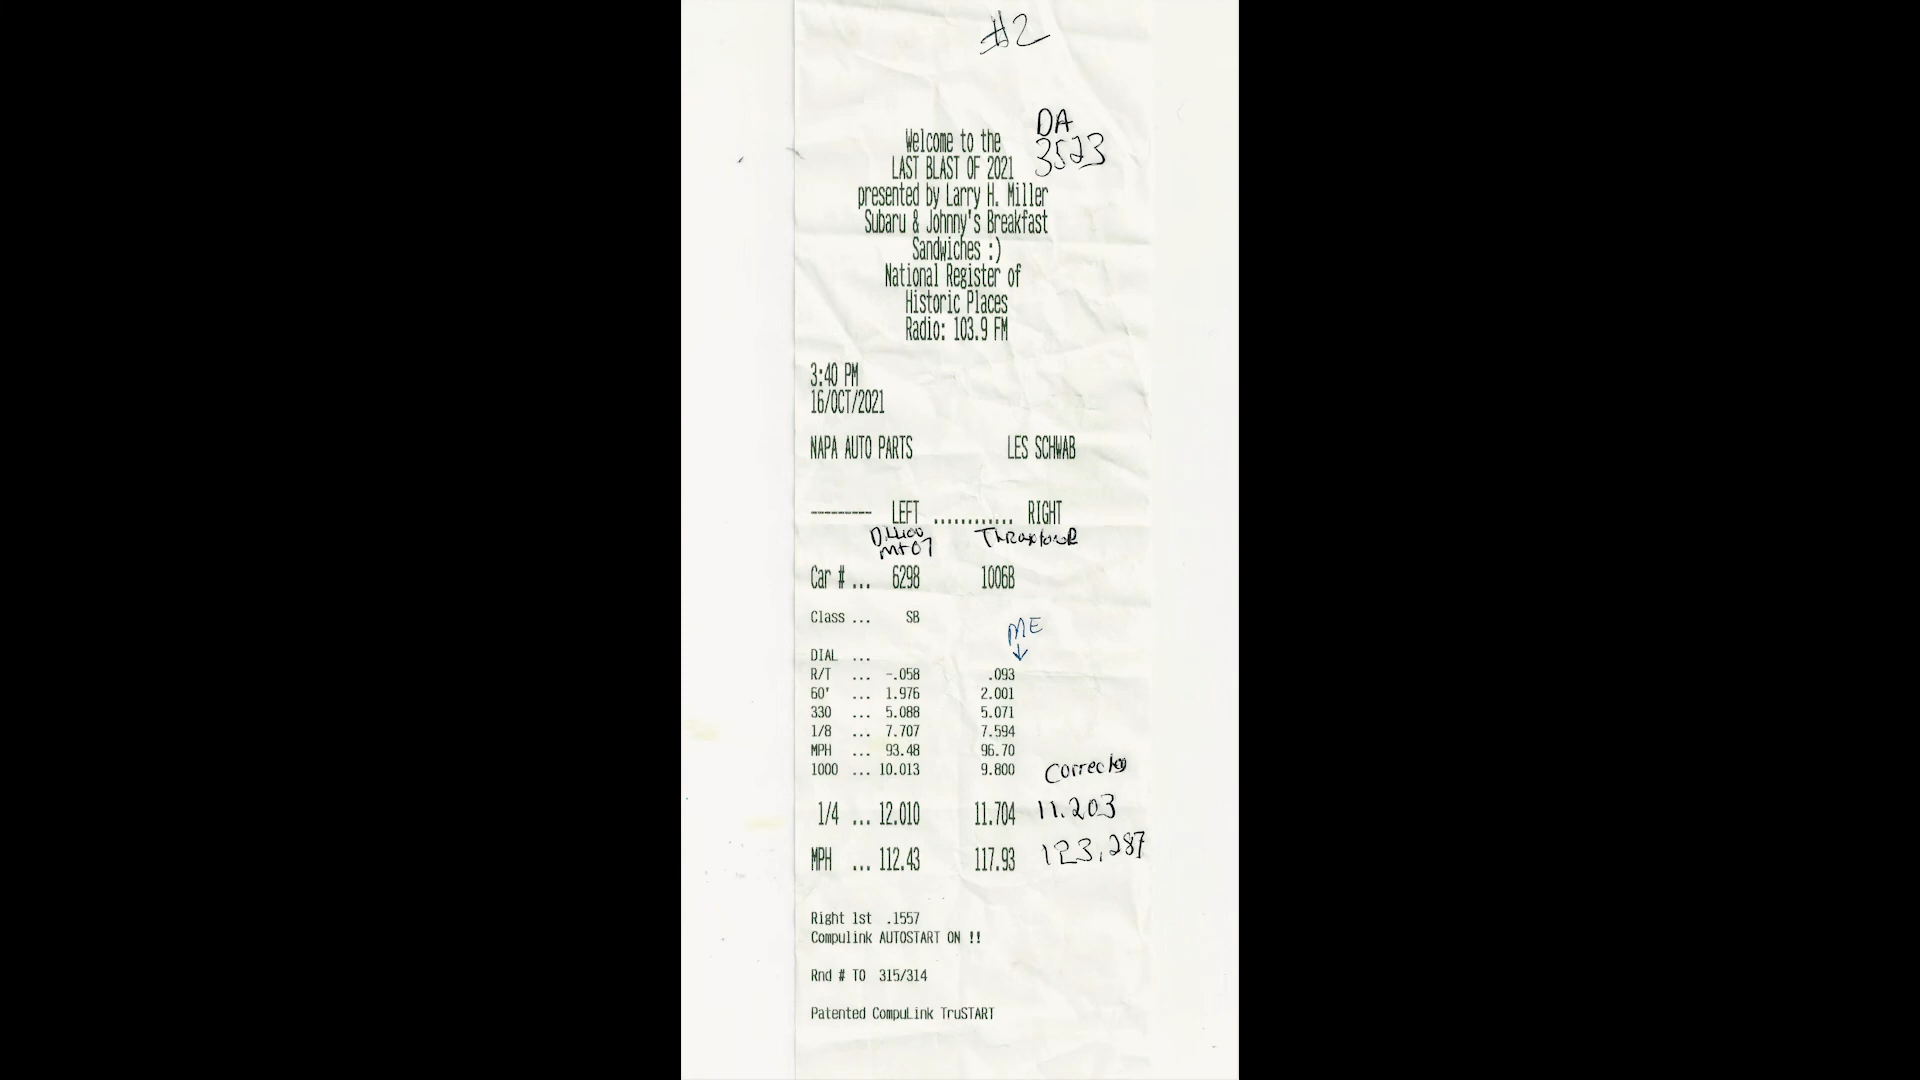 #2
DA
3523
Welcome to the
LAST BLAST OF 2021
presented by Larry H. Miller
Subaru & Johnny's Breakfast
Sandwiches :)
National Register of
Historic Places
Radio: 103.9 FM
3:40 PM
16/OCT/2021
NAPA AUTO PARTS LES SCHWAB
------- LEFT ............ RIGHT
MT07
Car # ... 6298 1006B
Class ... SB
ME
DIAL ...
R/T ... -.058 .093
60' ... 1.976 2.001
330 ... 5.088 5.071
1/8 ... 7.707 7.594
MPH ... 93.48 96.70
1000 ... 10.013 9.800
Corrected
1/4 ... 12.010 11.704 11.203
MPH ... 112.43 117.93 123.287
Right 1st .1557
Compulink AUTOSTART ON !!
Rnd # TO 315/314
Patented CompuLink TruSTART